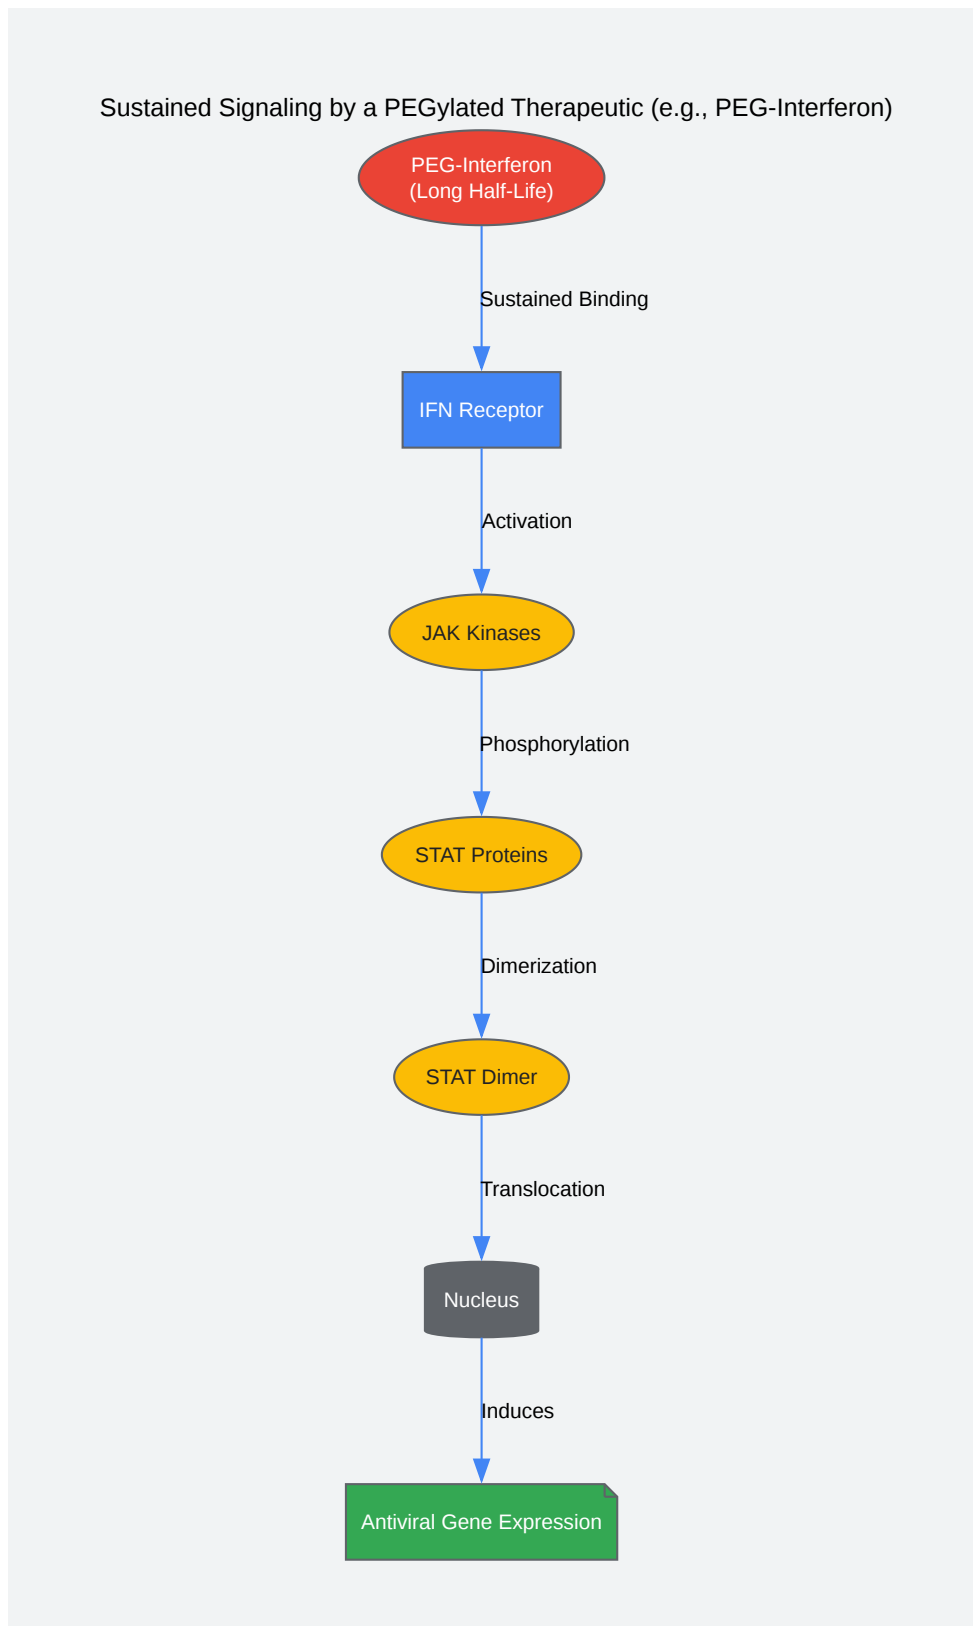 Sustained Signaling by a PEGylated Therapeutic (e.g., PEG-Interferon)
PEG-Interferon
(Long Half-Life)
Sustained Binding
IFN Receptor
Activation
JAK Kinases
Phosphorylation
STAT Proteins
Dimerization
STAT Dimer
Translocation
Nucleus
Induces
Antiviral Gene Expression